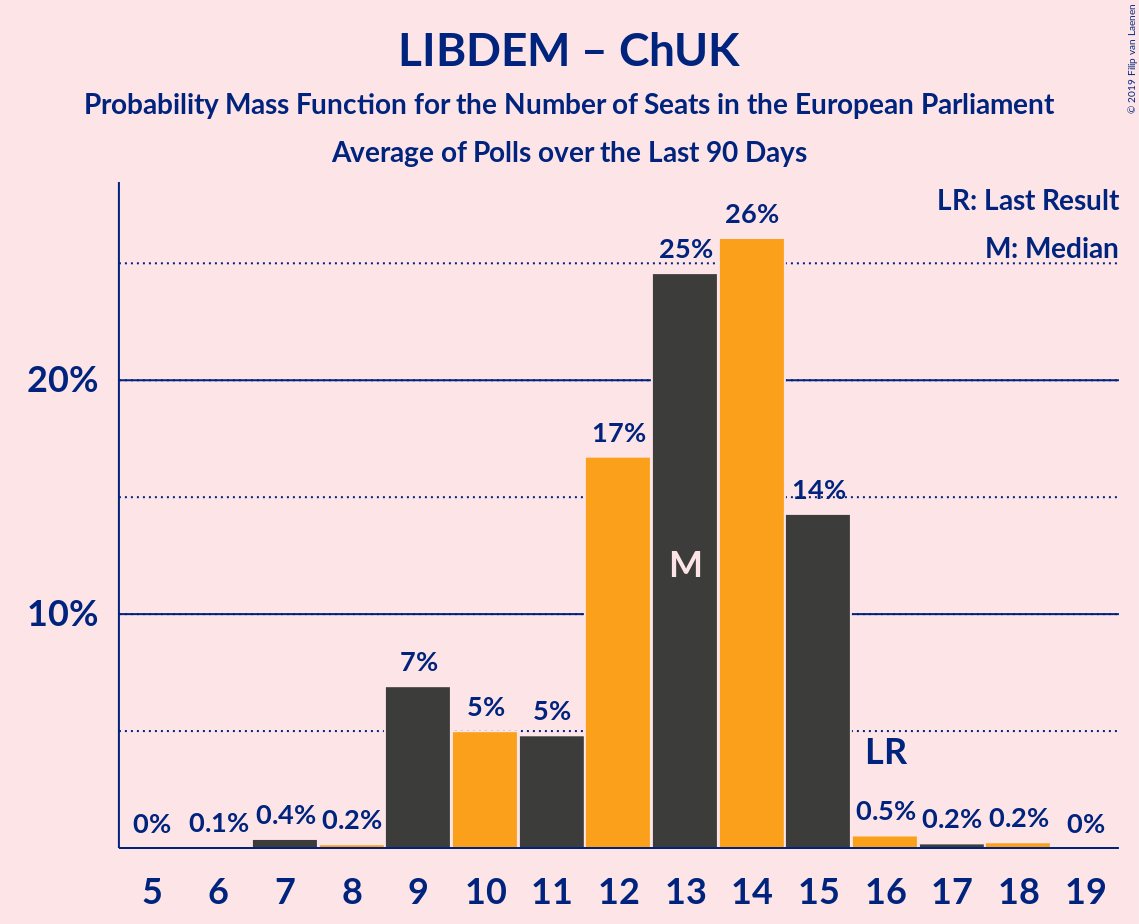 LIBDEM – ChUK
Probability Mass Function for the Number of Seats in the European Parliament
Average of Polls over the Last 90 Days
© 2019 Filip van Laenen
LR: Last Result
M: Median
26%
25%
20%
17%
14%
M
10%
7%
5%
5%
LR
0%
0.1%
0.4%
0.2%
0.5%
0.2%
0.2%
0%
5 6 7 8 9 10 11 12 13 14 15 16 17 18 19